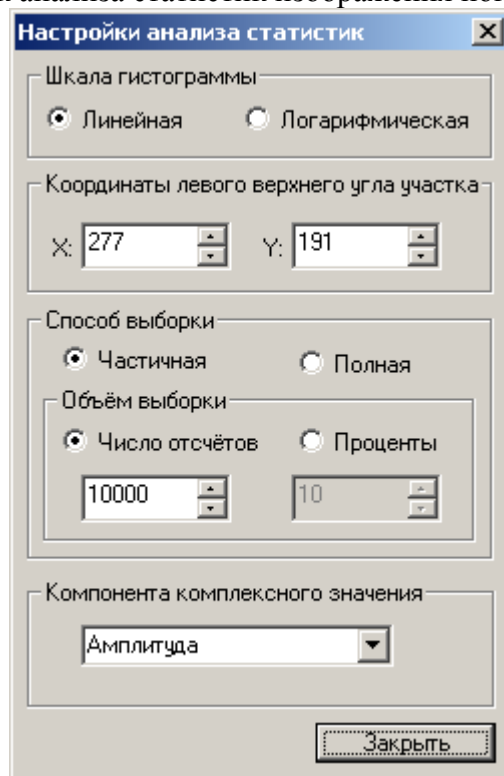 Настройки анализа статистик
Шкала гистограммы
Линейная Логарифмическая
Координаты левого верхнего угла участка
X: 277 Y: 191
Способ выборки
Частичная Полная
Объём выборки
Число отсчётов Проценты
10000 10
Компонента комплексного значения
Амплитуда
Закрыть